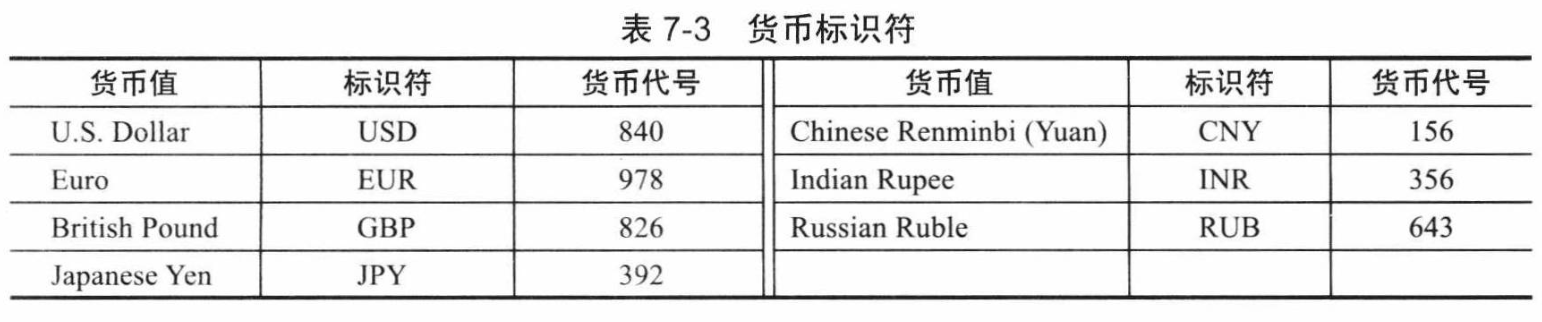 表 7-3 货币标识符
货币值 标识符 货币代号 货币值 标识符 货币代号
U.S. Dollar USD 840 Chinese Renminbi (Yuan) CNY 156
Euro EUR 978 Indian Rupee INR 356
British Pound GBP 826 Russian Ruble RUB 643
Japanese Yen JPY 392